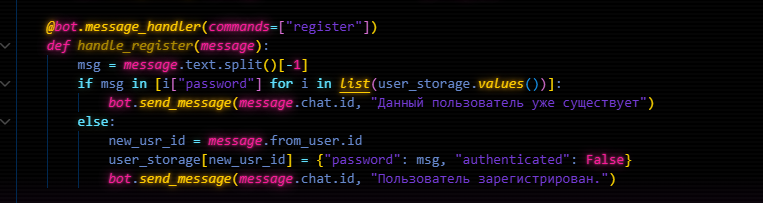 @bot.message_handler(commands=["register"])
def handle_register(message):
    msg = message.text.split()[-1]
    if msg in [i["password"] for i in list(user_storage.values())]:
        bot.send_message(message.chat.id, "Данный пользователь уже существует")
    else:
        new_usr_id = message.from_user.id
        user_storage[new_usr_id] = {"password": msg, "authenticated": False}
        bot.send_message(message.chat.id, "Пользователь зарегистрирован.")